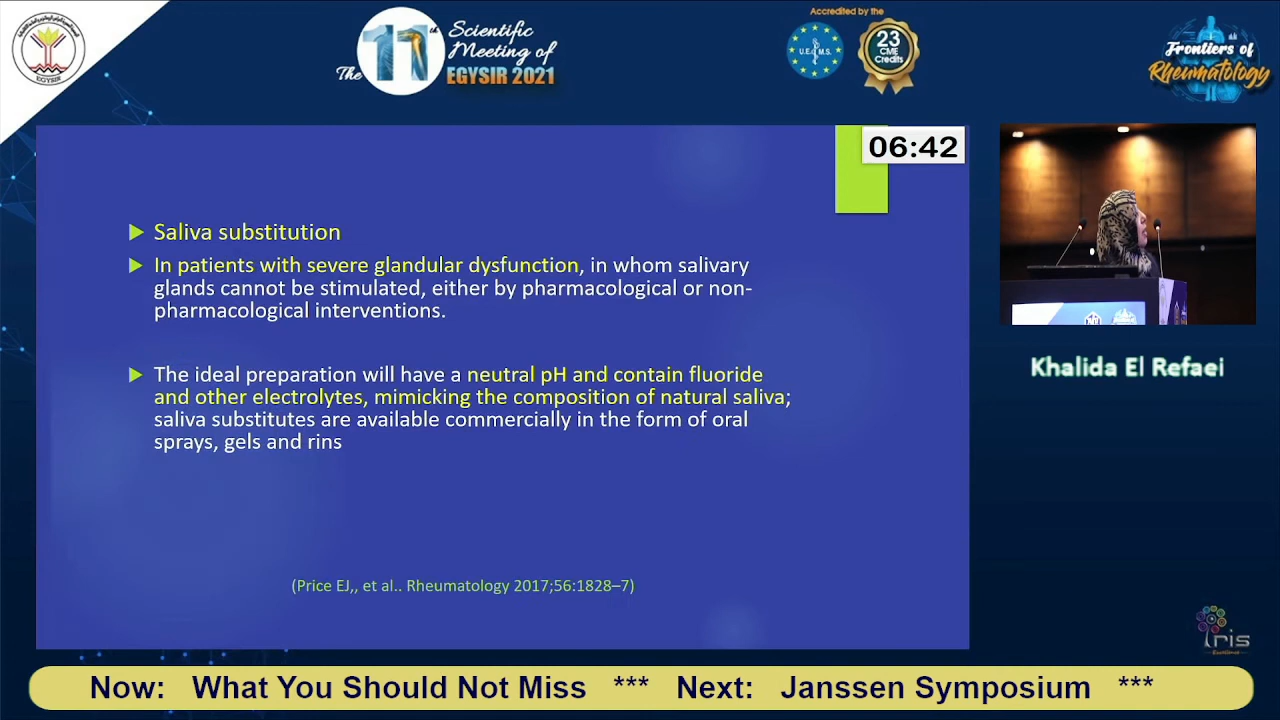 EGYSIR
The 11th
Scientific
Meeting of
EGYSIR 2021
Accredited by the
U.E.M.S.
23
CME
Credits
Frontiers of
Rheumatology
06:42
Saliva substitution
In patients with severe glandular dysfunction, in whom salivary
glands cannot be stimulated, either by pharmacological or non-
pharmacological interventions.
The ideal preparation will have a neutral pH and contain fluoride
and other electrolytes, mimicking the composition of natural saliva;
saliva substitutes are available commercially in the form of oral
sprays, gels and rins
(Price EJ,, et al.. Rheumatology 2017;56:1828–7)
Khalida El Refaei
Iris
Now: What You Should Not Miss *** Next: Janssen Symposium ***